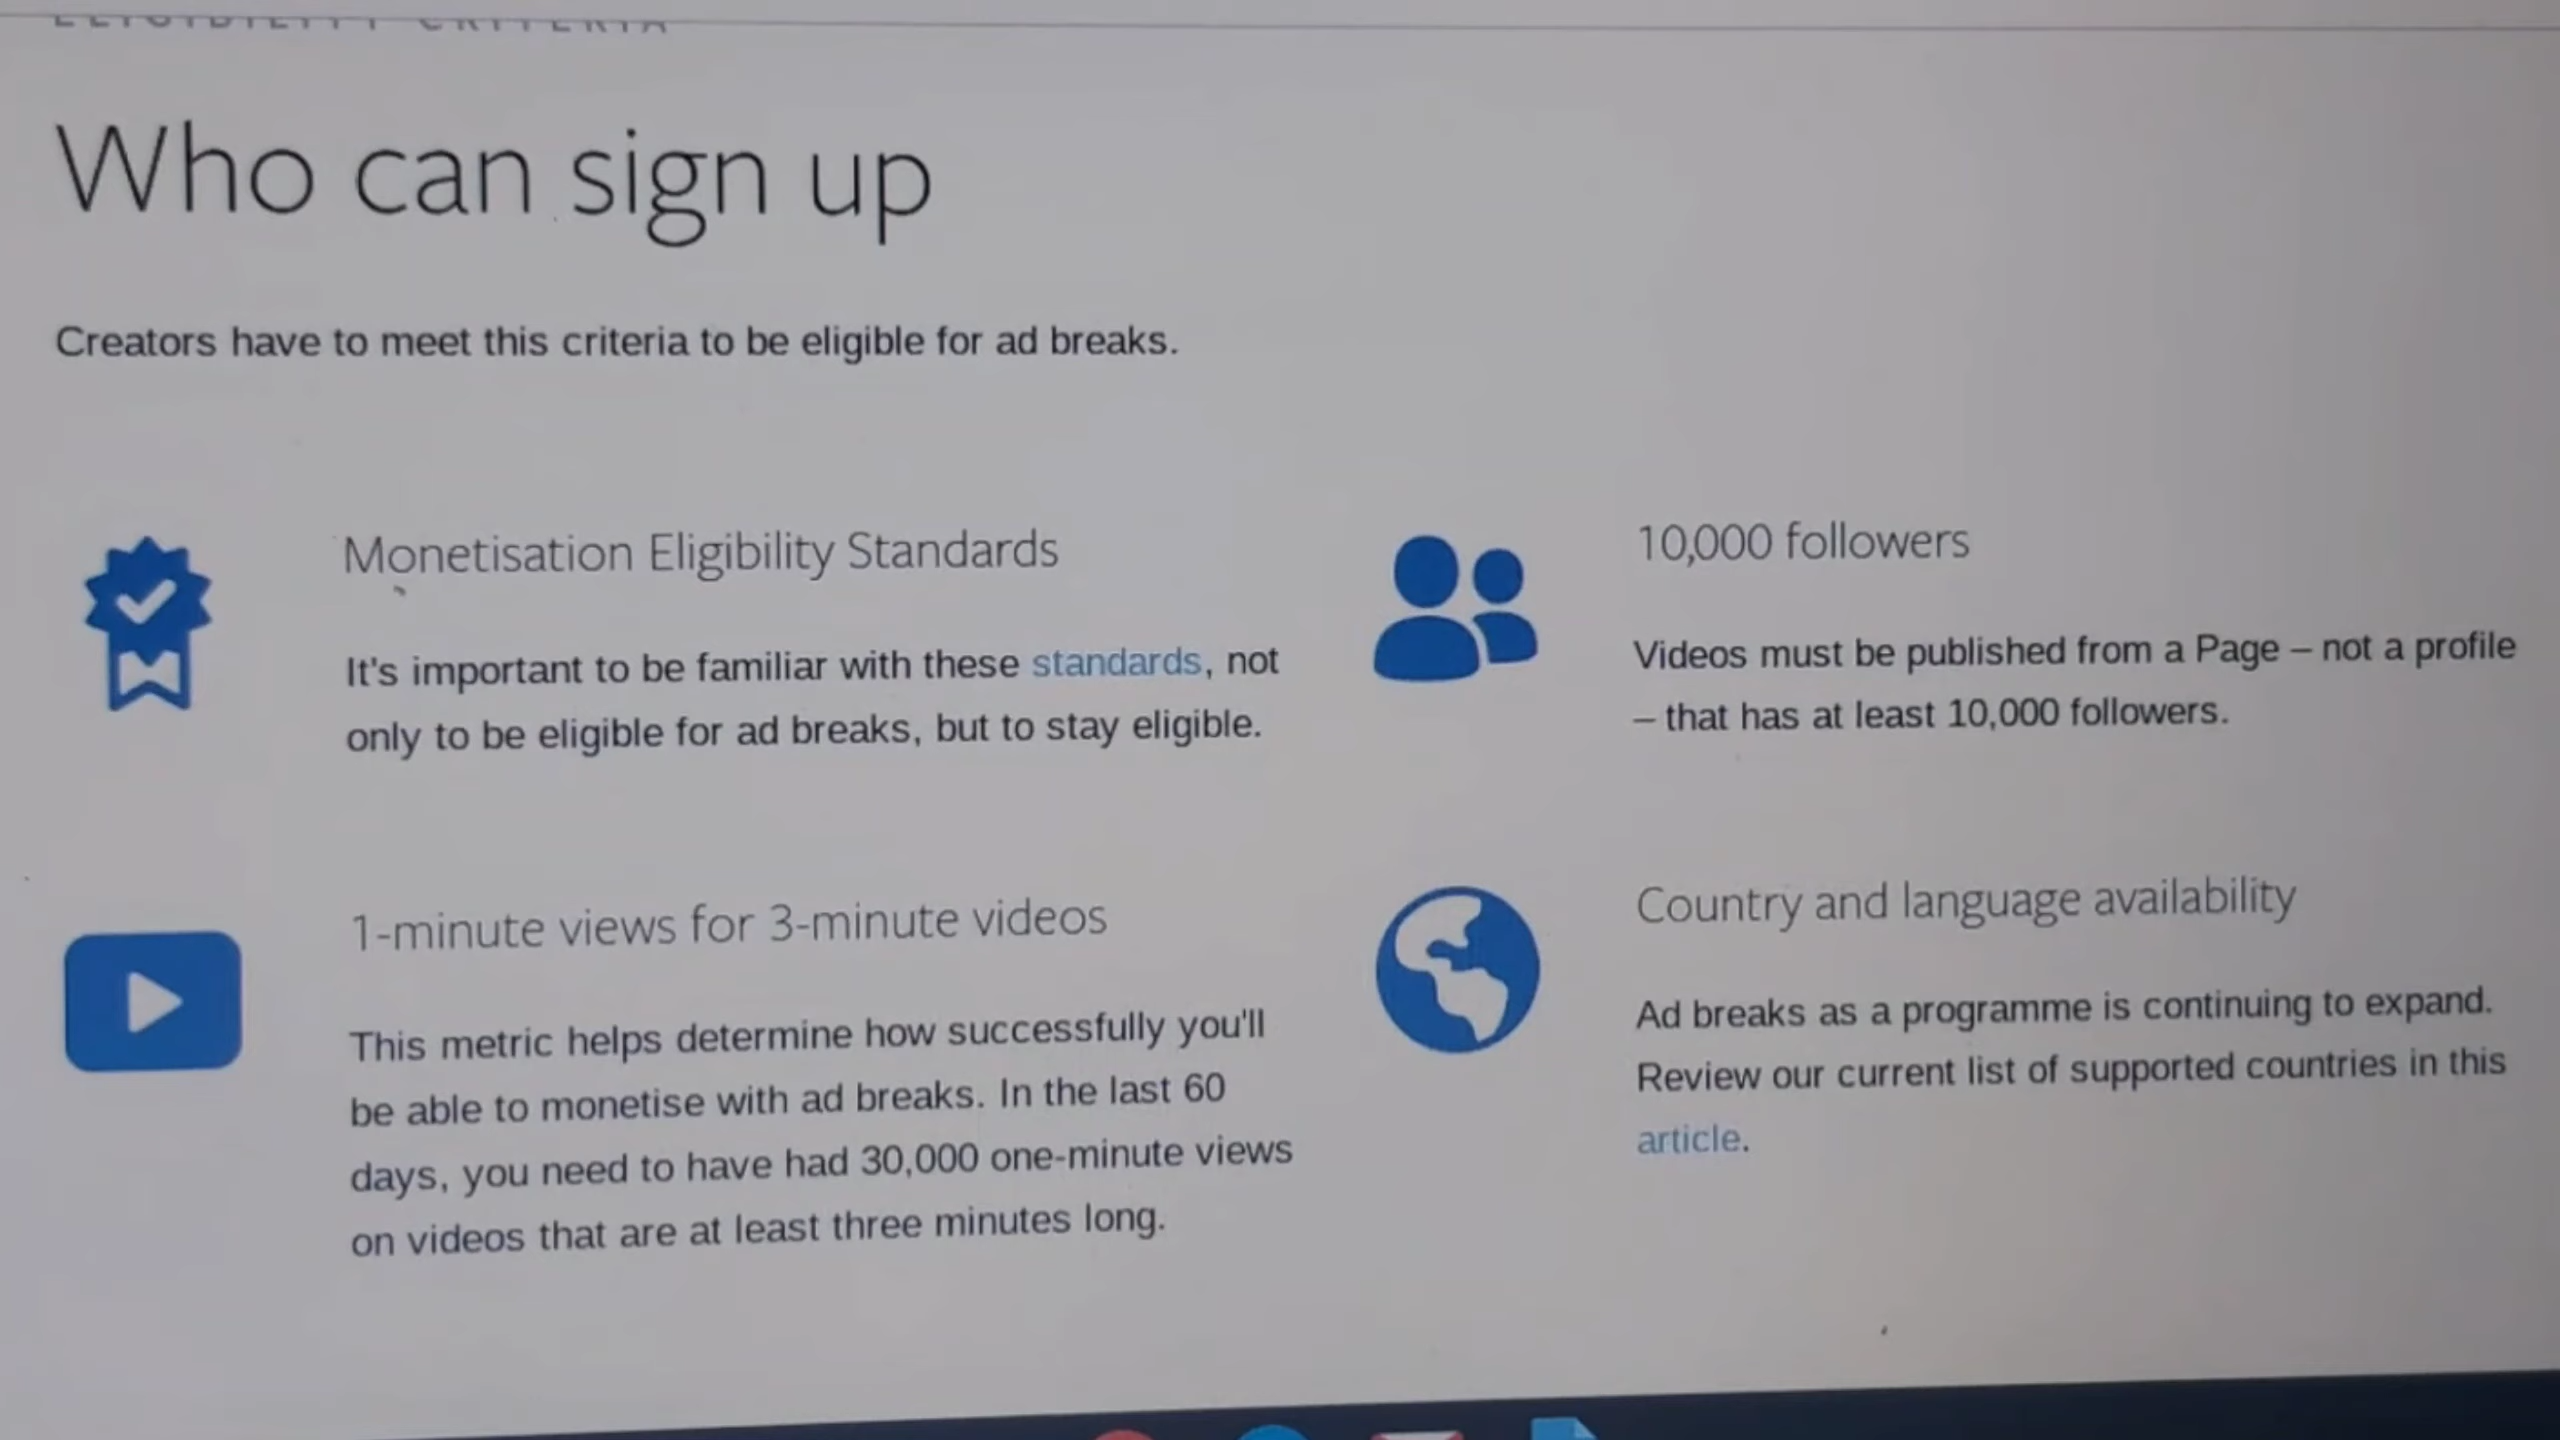 ELIGIBILITY CRITERIA
Who can sign up
Creators have to meet this criteria to be eligible for ad breaks.
Monetisation Eligibility Standards
It's important to be familiar with these standards, not
only to be eligible for ad breaks, but to stay eligible.
10,000 followers
Videos must be published from a Page – not a profile
– that has at least 10,000 followers.
1-minute views for 3-minute videos
This metric helps determine how successfully you'll
be able to monetise with ad breaks. In the last 60
days, you need to have had 30,000 one-minute views
on videos that are at least three minutes long.
Country and language availability
Ad breaks as a programme is continuing to expand.
Review our current list of supported countries in this
article.